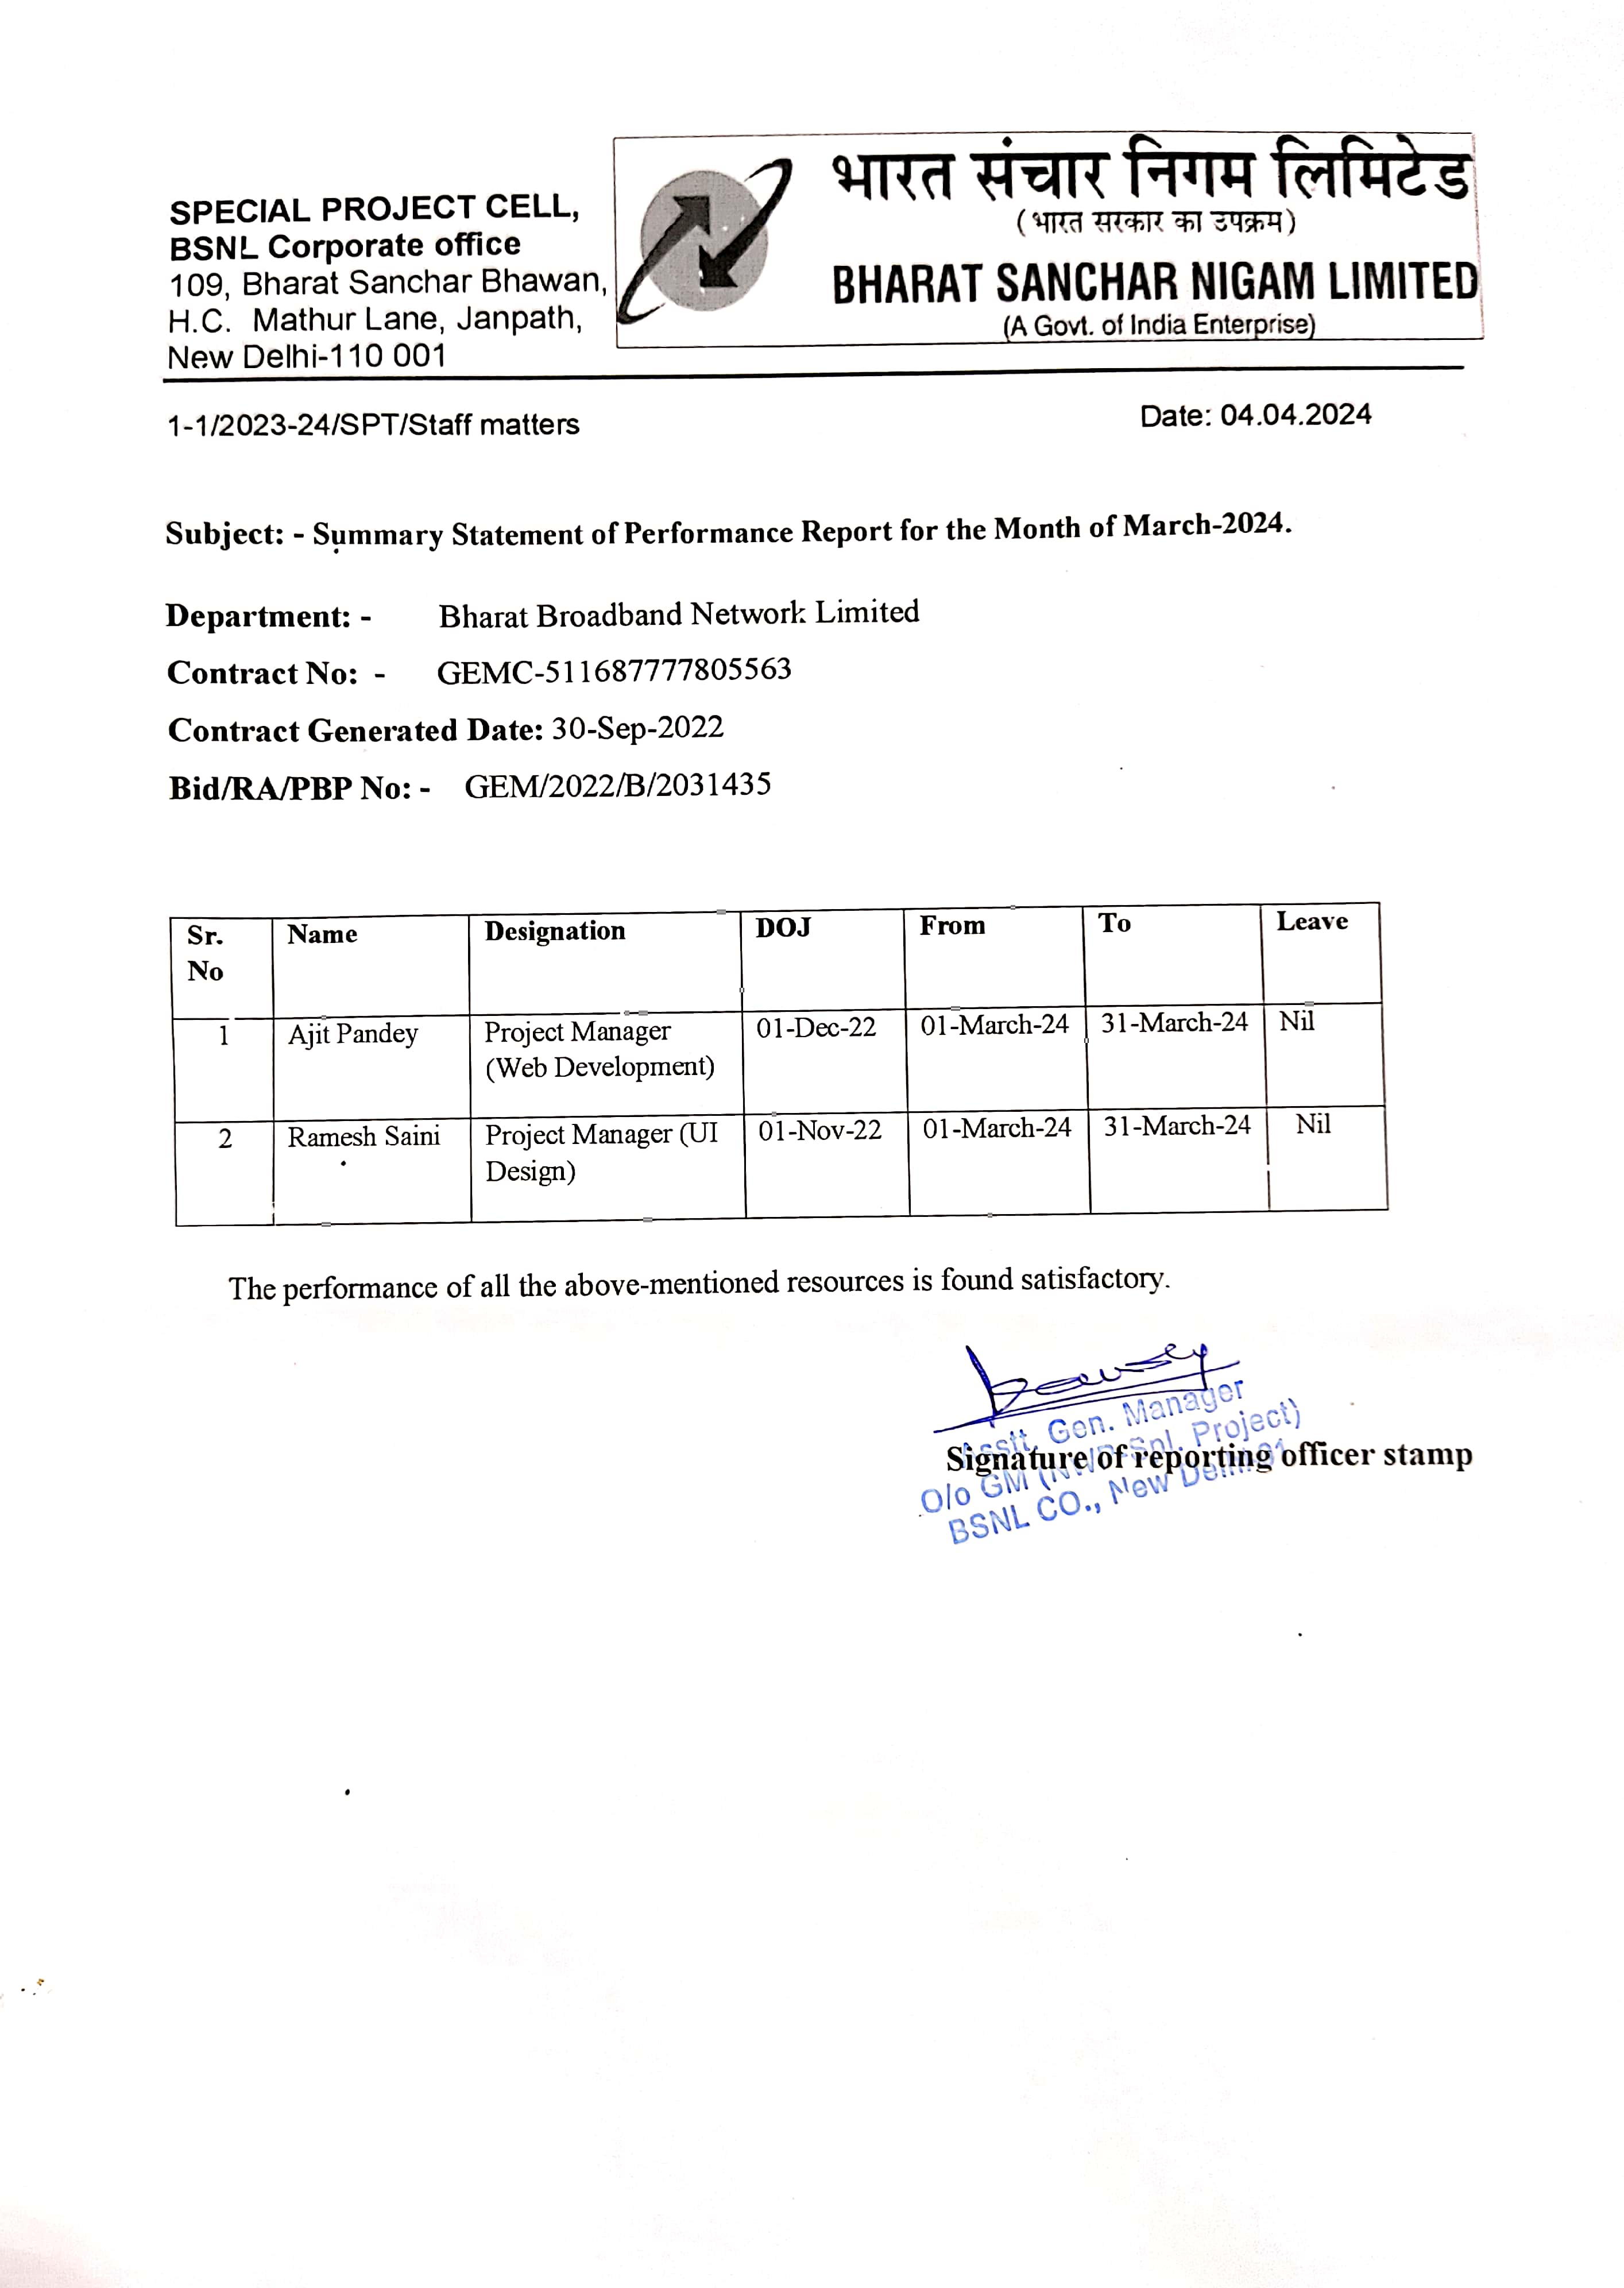 SPECIAL PROJECT CELL,
BSNL Corporate office
109, Bharat Sanchar Bhawan,
H.C. Mathur Lane, Janpath,
New Delhi-110 001
भारत संचार निगम लिमिटेड
(भारत सरकार का उपक्रम)
BHARAT SANCHAR NIGAM LIMITED
(A Govt. of India Enterprise)
1-1/2023-24/SPT/Staff matters
Date: 04.04.2024
Subject: - Summary Statement of Performance Report for the Month of March-2024.
Department: - Bharat Broadband Network Limited
Contract No: - GEMC-511687777805563
Contract Generated Date: 30-Sep-2022
Bid/RA/PBP No: - GEM/2022/B/2031435
Sr. Name Designation DOJ From To Leave
No
1 Ajit Pandey Project Manager 01-Dec-22 01-March-24 31-March-24 Nil
(Web Development)
2 Ramesh Saini Project Manager (UI 01-Nov-22 01-March-24 31-March-24 Nil
Design)
The performance of all the above-mentioned resources is found satisfactory.
Asstt. Gen. Manager
Signature of reporting officer stamp
O/o GM (Spl. Project)
BSNL CO., New Delhi